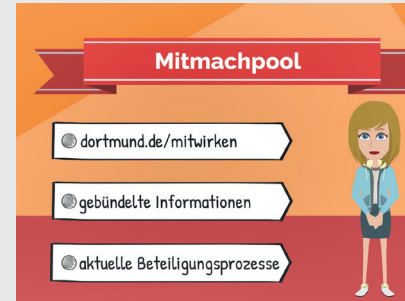 Mitmachpool
dortmund.de/mitwirken
gebündelte Informationen
aktuelle Beteiligungsprozesse